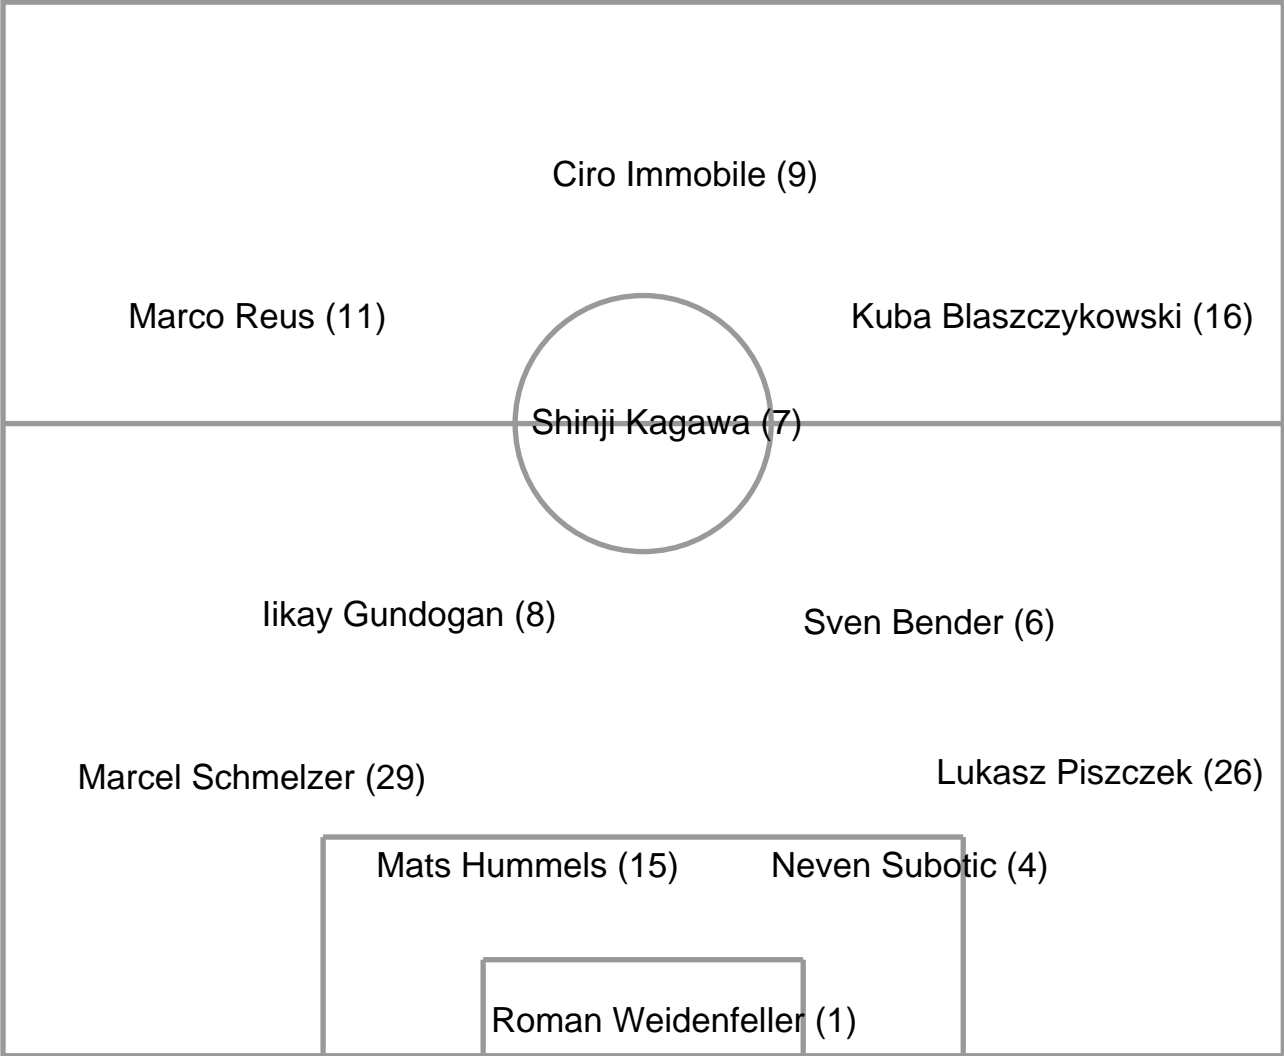 Ciro Immobile (9)
Marco Reus (11)
Kuba Blaszczykowski (16)
Shinji Kagawa (7)
Iikay Gundogan (8)
Sven Bender (6)
Marcel Schmelzer (29)
Lukasz Piszczek (26)
Mats Hummels (15)
Neven Subotic (4)
Roman Weidenfeller (1)